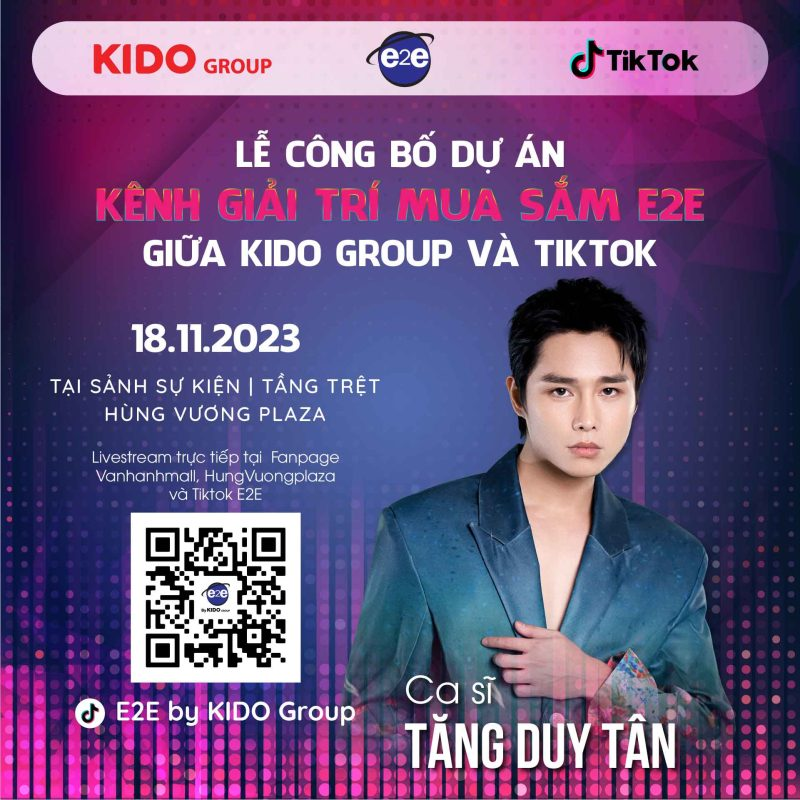 KIDO GROUP
e2e
TikTok
LỄ CÔNG BỐ DỰ ÁN
KÊNH GIẢI TRÍ MUA SẮM E2E
GIỮA KIDO GROUP VÀ TIKTOK
18.11.2023
TẠI SẢNH SỰ KIỆN | TẦNG TRỆT
HÙNG VƯƠNG PLAZA
Livestream trực tiếp tại Fanpage
Vanhanhmall, HungVuongplaza
và Tiktok E2E
e2e
By KIDO GROUP
E2E by KIDO Group
Ca sĩ
TĂNG DUY TÂN